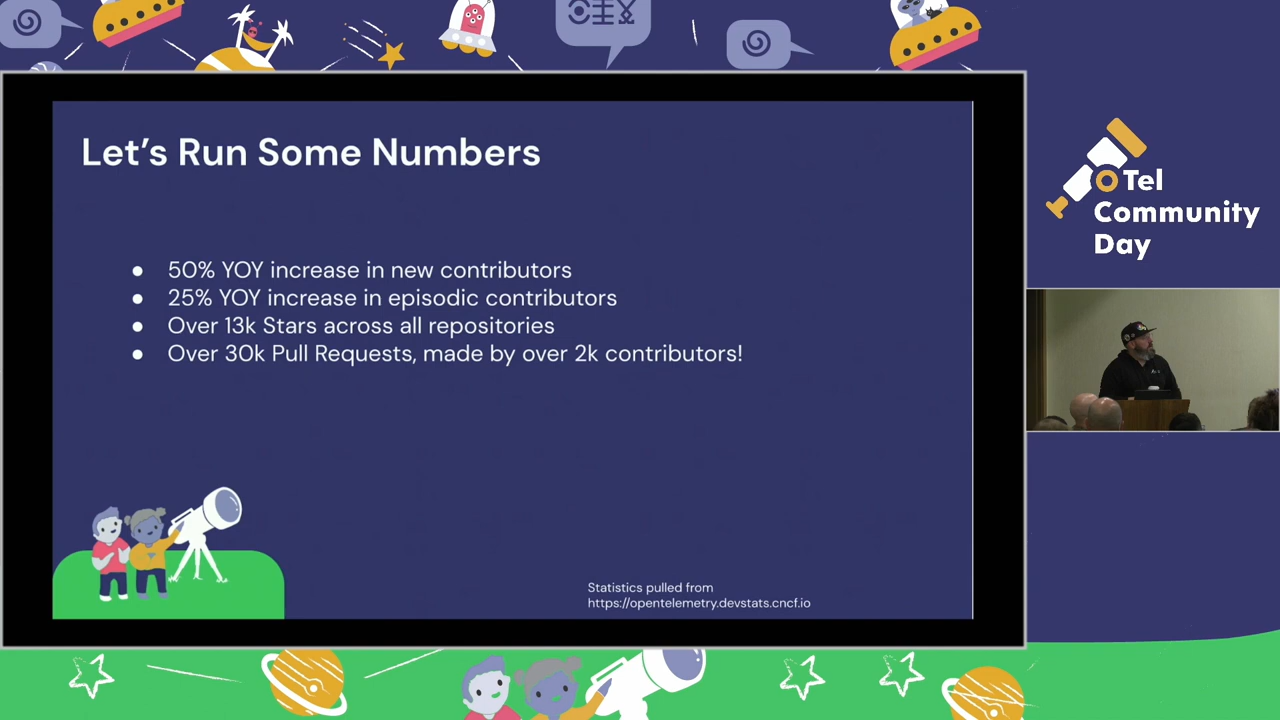 Let's Run Some Numbers
● 50% YOY increase in new contributors
● 25% YOY increase in episodic contributors
● Over 13k Stars across all repositories
● Over 30k Pull Requests, made by over 2k contributors!
Statistics pulled from
https://opentelemetry.devstats.cncf.io
OTel
Community
Day